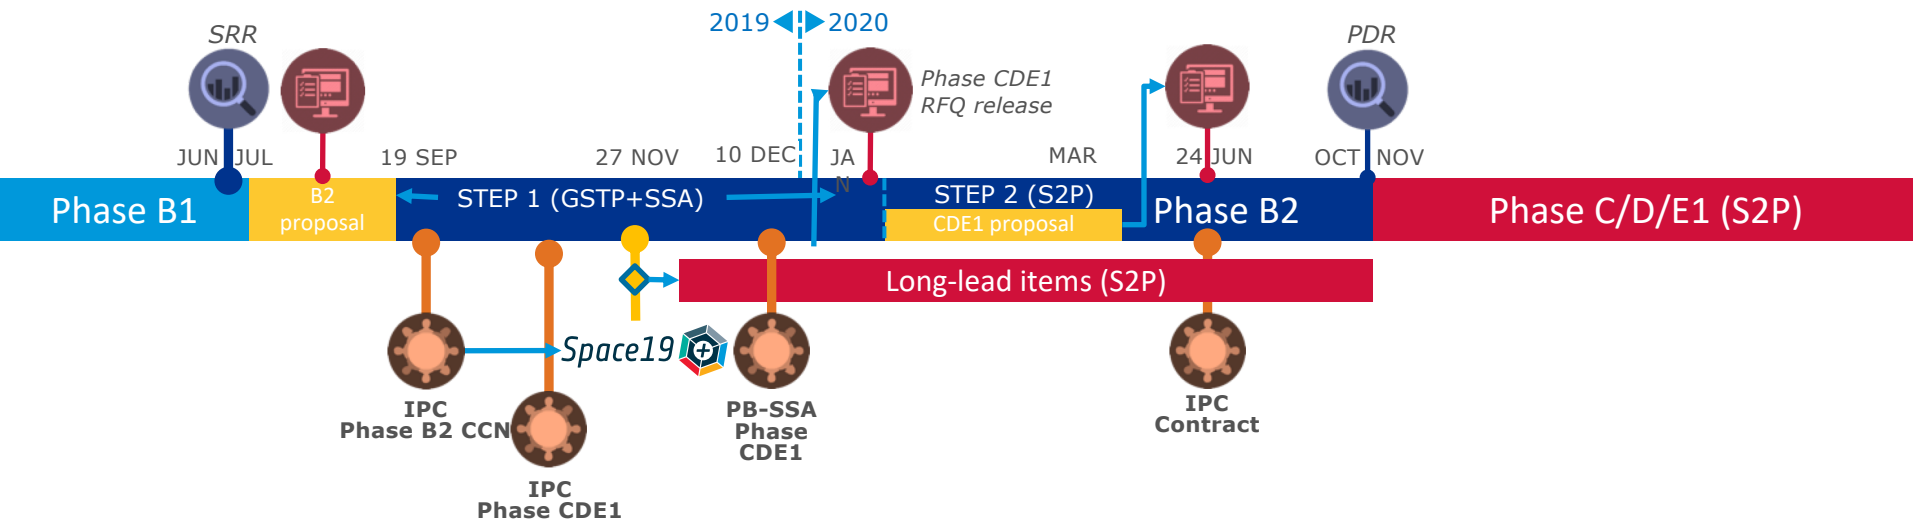 2019
2020
SRR
PDR
Phase CDE1
RFQ release
JUN
JUL
19 SEP
27 NOV
10 DEC
JA
N
MAR
24 JUN
OCT
NOV
Phase B1
B2
proposal
STEP 1 (GSTP+SSA)
STEP 2 (S2P)
CDE1 proposal
Phase B2
Phase C/D/E1 (S2P)
Long-lead items (S2P)
Space19
+
IPC
Phase B2 CCN
PB-SSA
Phase
CDE1
IPC
Contract
IPC
Phase CDE1